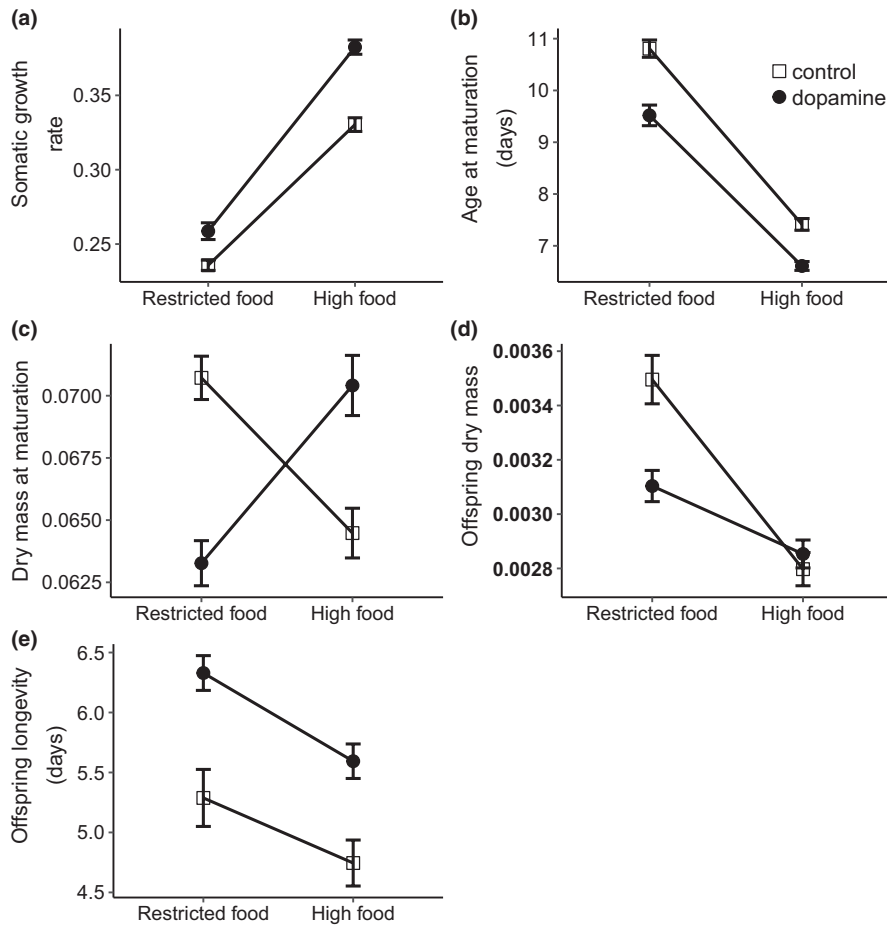 (a)
Somatic growth
rate
0.35
0.30
0.25
Restricted food
High food
(b)
Age at maturation
(days)
11
10
9
8
7
control
dopamine
Restricted food
High food
(c)
Dry mass at maturation
0.0700
0.0675
0.0650
0.0625
Restricted food
High food
(d)
Offspring dry mass
0.0036
0.0034
0.0032
0.0030
0.0028
Restricted food
High food
(e)
Offspring longevity
(days)
6.5
6.0
5.5
5.0
4.5
Restricted food
High food